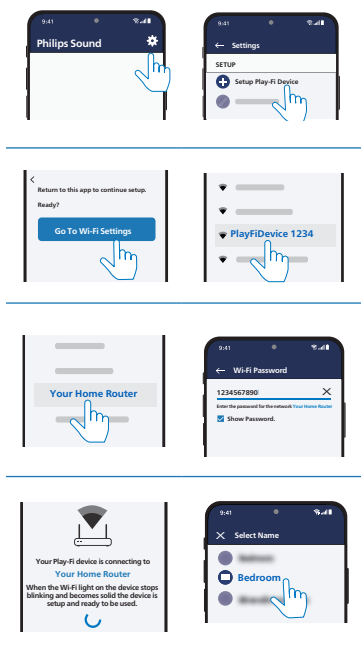 9:41
Philips Sound
9:41
← Settings
SETUP
Setup Play-Fi Device
Return to this app to continue setup.
Ready?
Go To Wi-Fi Settings
PlayFiDevice 1234
Your Home Router
9:41
← Wi-Fi Password
1234567890
Enter the password for the network Your Home Router
Show Password.
Your Play-Fi device is connecting to
Your Home Router
When the Wi-Fi light on the device stops
blinking and becomes solid the device is
setup and ready to be used.
9:41
Select Name
Bedroom